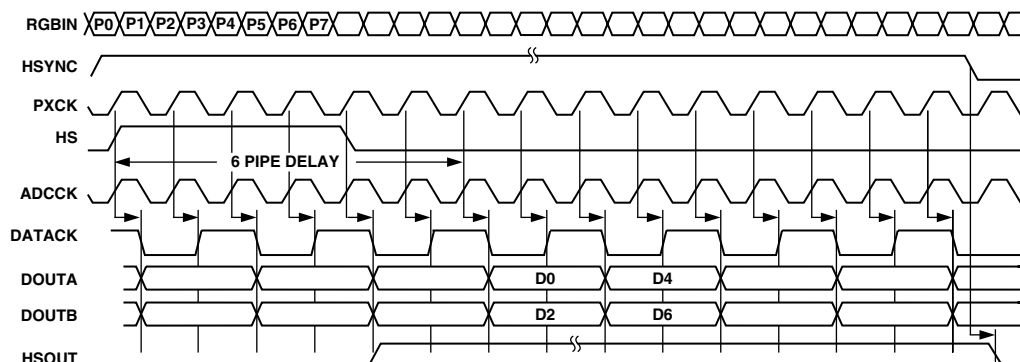 RGBIN P0 P1 P2 P3 P4 P5 P6 P7
HSYNC
PXCK
HS
6 PIPE DELAY
ADCCK
DATACK
DOUTA D0 D4
DOUTB D2 D6
HSOUT